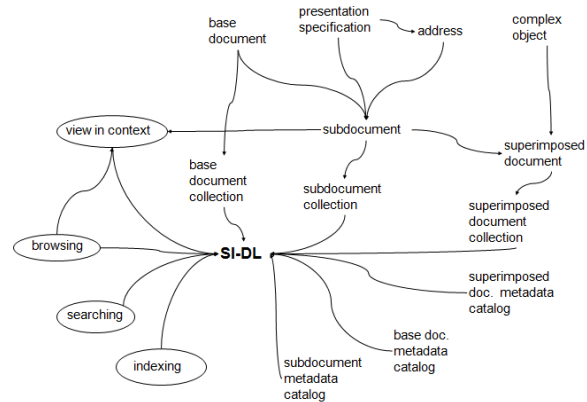 base
document
presentation
specification
address
complex
object
view in context
subdocument
superimposed
document
base
document
collection
subdocument
collection
superimposed
document
collection
browsing
SI-DL
searching
superimposed
doc. metadata
catalog
indexing
base doc.
metadata
catalog
subdocument
metadata
catalog